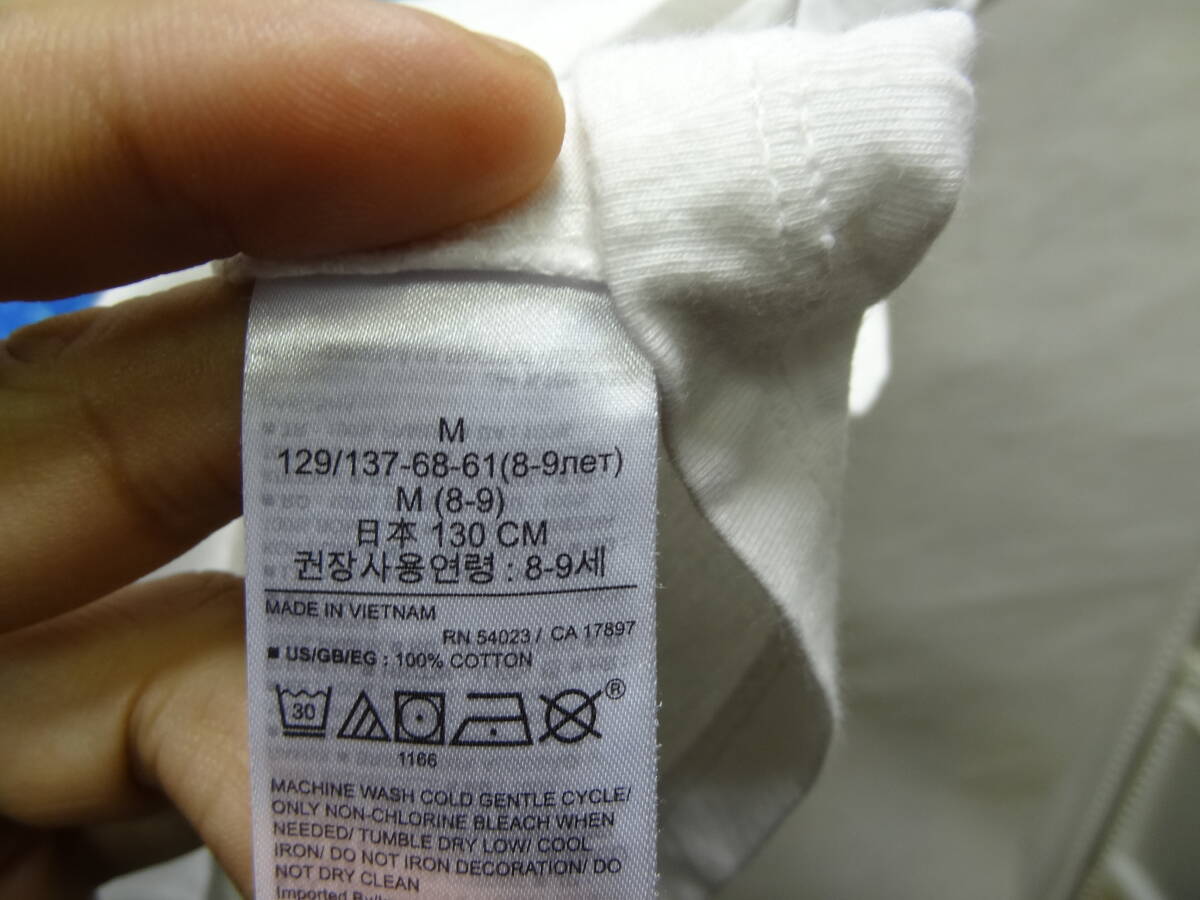 M
129/137-68-61(8-9лет)
M (8-9)
日本 130 CM
권장사용연령 : 8-9세
MADE IN VIETNAM
RN 54023 / CA 17897
■ US/GB/EG : 100% COTTON
30
®
1166
MACHINE WASH COLD GENTLE CYCLE/
ONLY NON-CHLORINE BLEACH WHEN
NEEDED/ TUMBLE DRY LOW/ COOL
IRON/ DO NOT IRON DECORATION/ DO
NOT DRY CLEAN
Imported